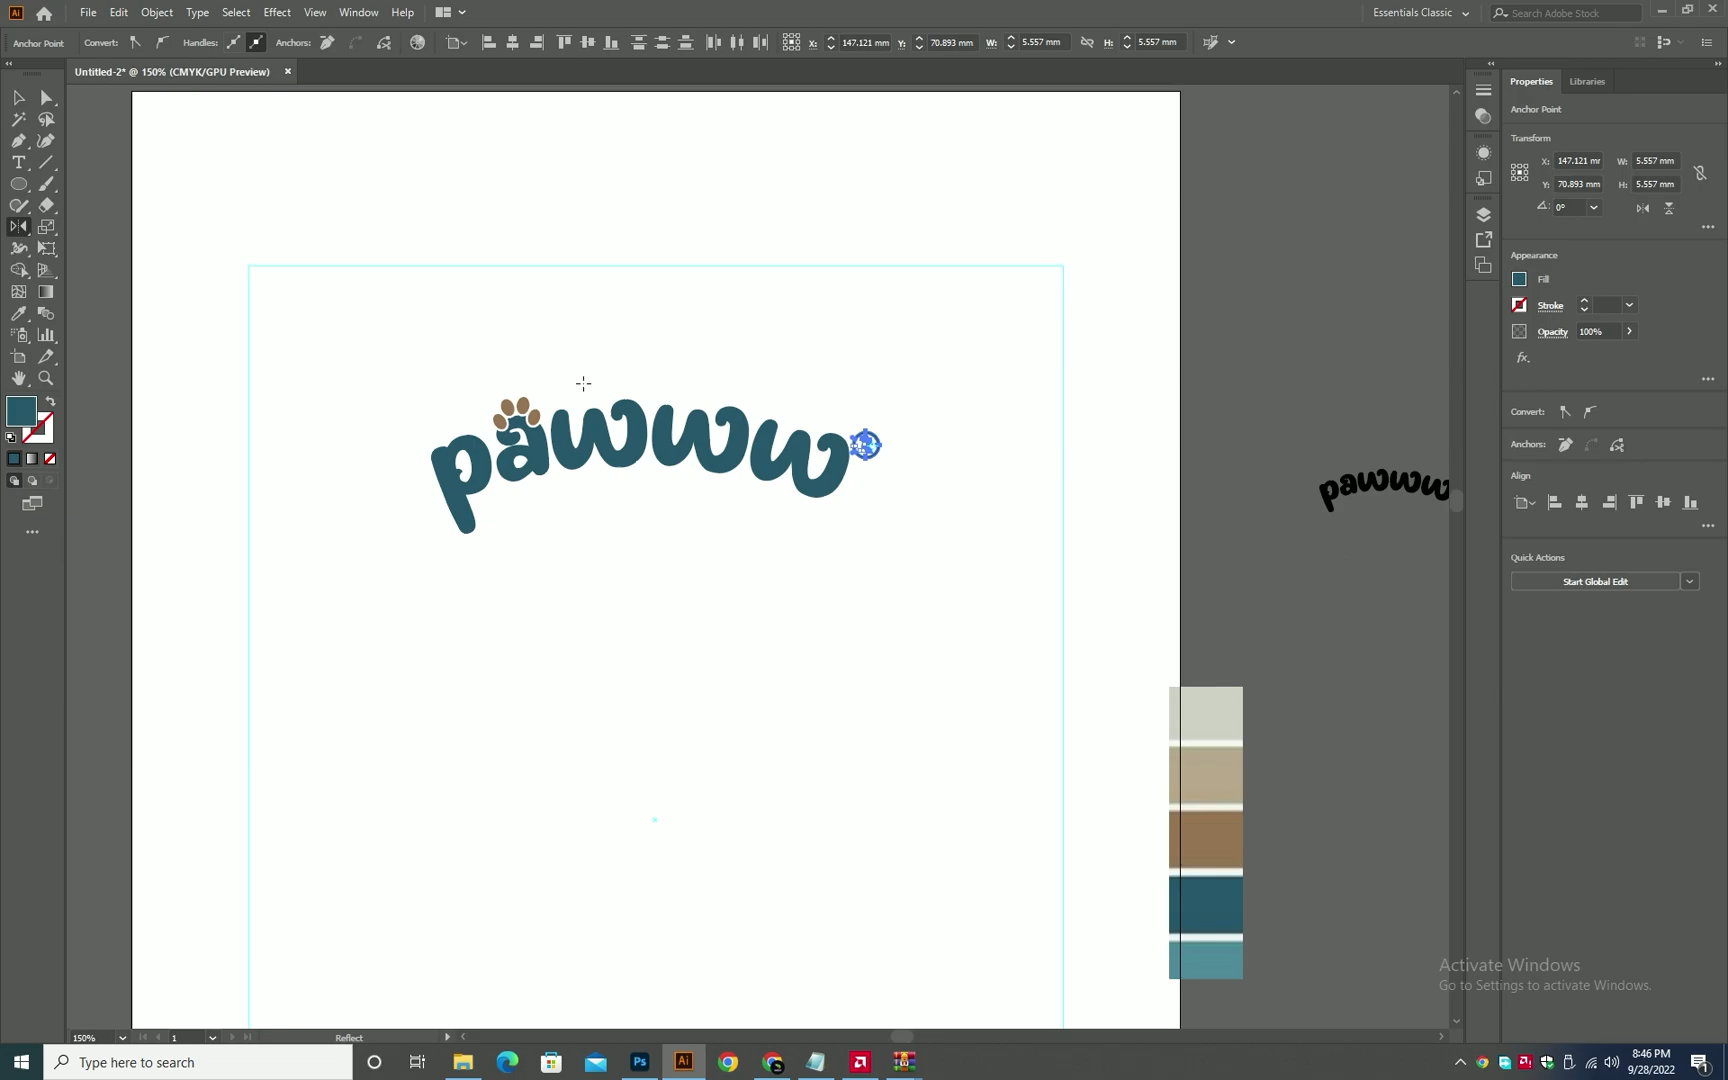 File Edit Object Type Select Effect View Window Help
Essentials Classic
Search Adobe Stock
Anchor Point Convert: Handles: Anchors: X: 147.121 mm Y: 70.893 mm W: 5.557 mm H: 5.557 mm
Untitled-2* @ 150% (CMYK/GPU Preview) ×
Properties Libraries
Anchor Point
Transform
X: 147.121 mr W: 5.557 mm
Y: 70.893 mm H: 5.557 mm
0°
Appearance
Fill
Stroke
Opacity 100%
fx.
Convert:
Anchors:
Align
Quick Actions
Start Global Edit
pawww
pawww
Activate Windows
Go to Settings to activate Windows.
150% 1 Reflect
Type here to search
Ps
Ai
8:46 PM
9/28/2022